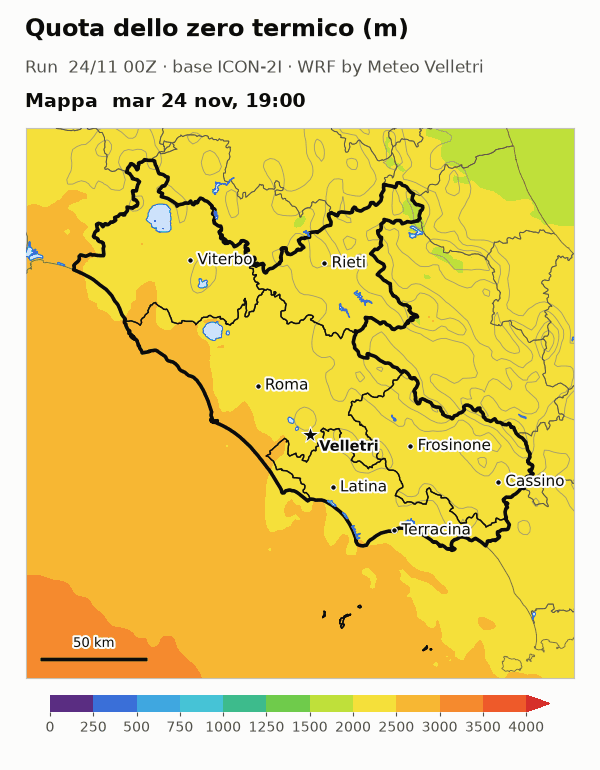 Quota dello zero termico (m)
Run  24/11 00Z · base ICON-2I · WRF by Meteo Velletri
Mappa  mar 24 nov, 19:00
Viterbo
Rieti
Roma
Velletri
Frosinone
Latina
Cassino
Terracina
50 km
0 250 500 750 1000 1250 1500 2000 2500 3000 3500 4000